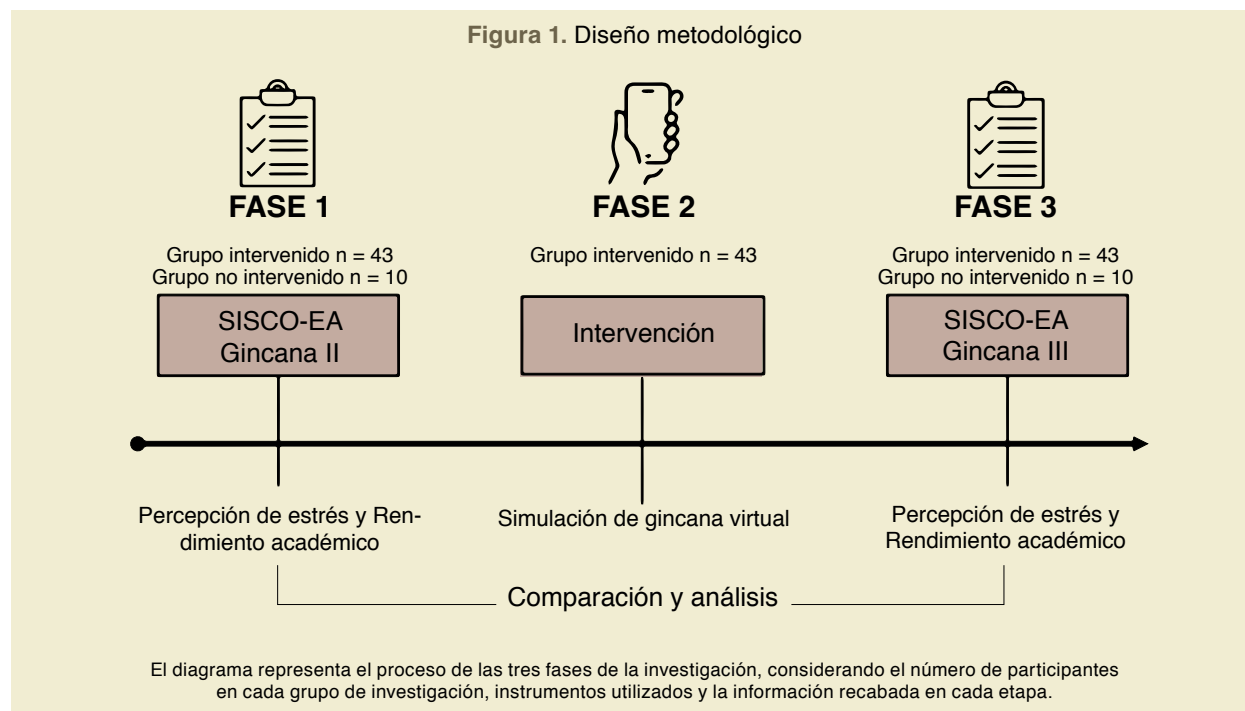 Figura 1. Diseño metodológico
FASE 1
Grupo intervenido n = 43
Grupo no intervenido n = 10
SISCO-EA
Gincana II
Percepción de estrés y Ren-
dimiento académico
FASE 2
Grupo intervenido n = 43
Intervención
Simulación de gincana virtual
FASE 3
Grupo intervenido n = 43
Grupo no intervenido n = 10
SISCO-EA
Gincana III
Percepción de estrés y
Rendimiento académico
Comparación y análisis
El diagrama representa el proceso de las tres fases de la investigación, considerando el número de participantes
en cada grupo de investigación, instrumentos utilizados y la información recabada en cada etapa.